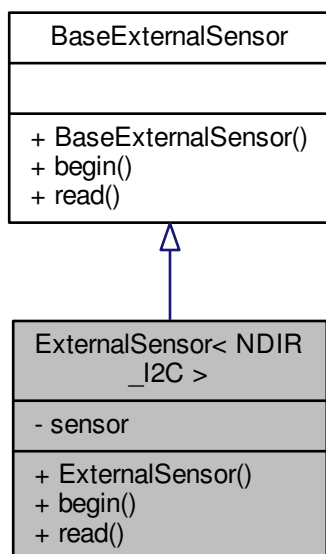 BaseExternalSensor
+ BaseExternalSensor()
+ begin()
+ read()
ExternalSensor< NDIR
_I2C >
- sensor
+ ExternalSensor()
+ begin()
+ read()